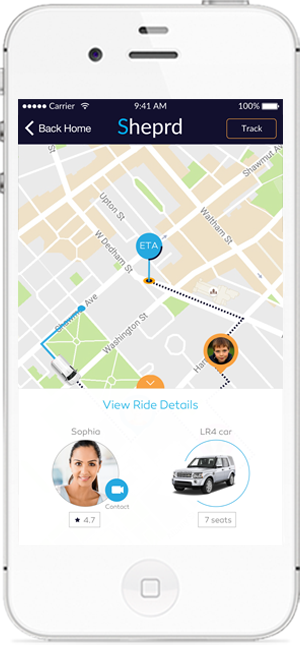 Carrier 9:41 AM 100%
Back Home Sheprd Track
Shawmut Ave
Upton St
Waltham St
W Dedham St
ETA
Shawmut Ave
Washington St
Har
View Ride Details
Sophia LR4 car
Contact
★ 4.7 7 seats